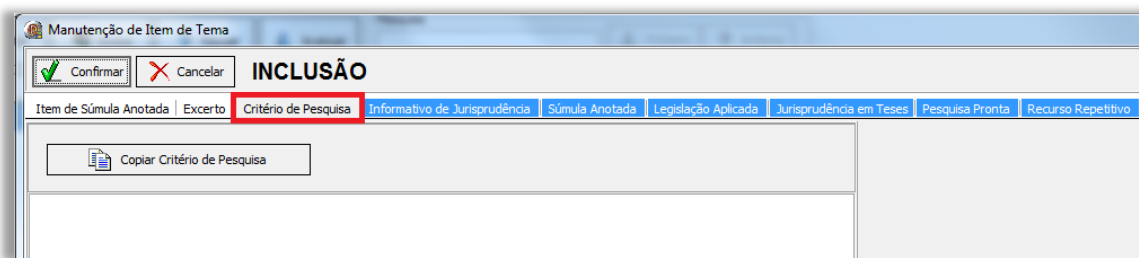 Manutenção de Item de Tema
Confirmar Cancelar INCLUSÃO
Item de Súmula Anotada Excerto Critério de Pesquisa Informativo de Jurisprudência Súmula Anotada Legislação Aplicada Jurisprudência em Teses Pesquisa Pronta Recurso Repetitivo
Copiar Critério de Pesquisa